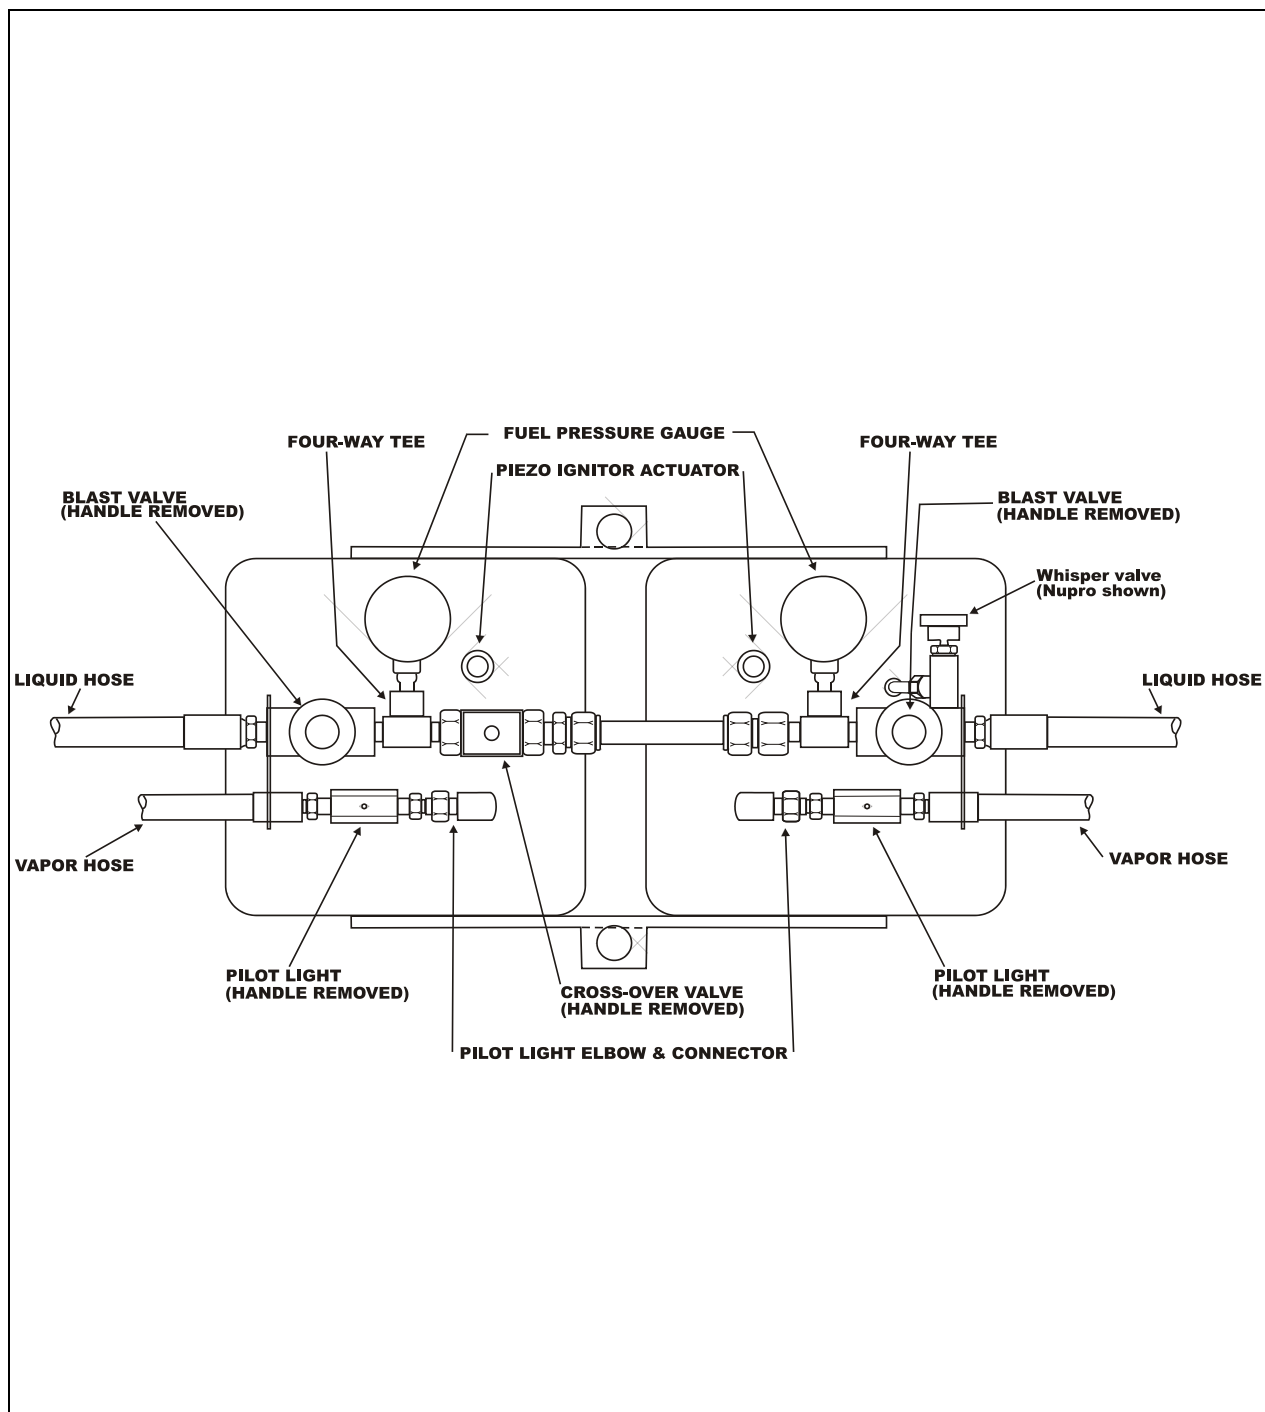 FUEL PRESSURE GAUGE
FOUR-WAY TEE
FOUR-WAY TEE
PIEZO IGNITOR ACTUATOR
BLAST VALVE
(HANDLE REMOVED)
BLAST VALVE
(HANDLE REMOVED)
Whisper valve
(Nupro shown)
LIQUID HOSE
LIQUID HOSE
VAPOR HOSE
VAPOR HOSE
PILOT LIGHT
(HANDLE REMOVED)
PILOT LIGHT
(HANDLE REMOVED)
CROSS-OVER VALVE
(HANDLE REMOVED)
PILOT LIGHT ELBOW & CONNECTOR